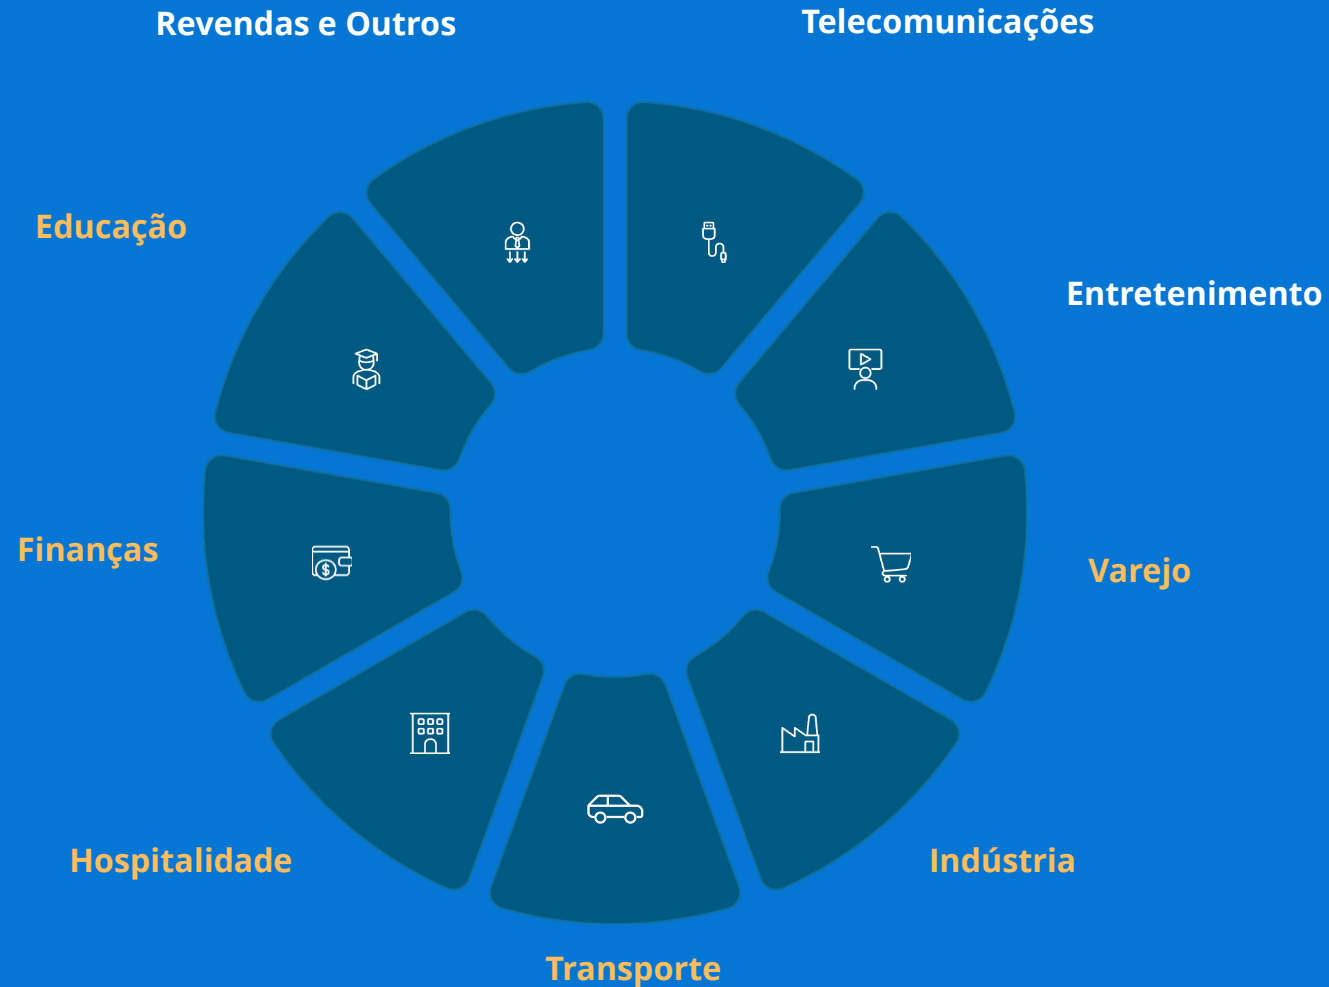 Revendas e Outros
Telecomunicações
Educação
Entretenimento
Finanças
Varejo
Hospitalidade
Indústria
Transporte